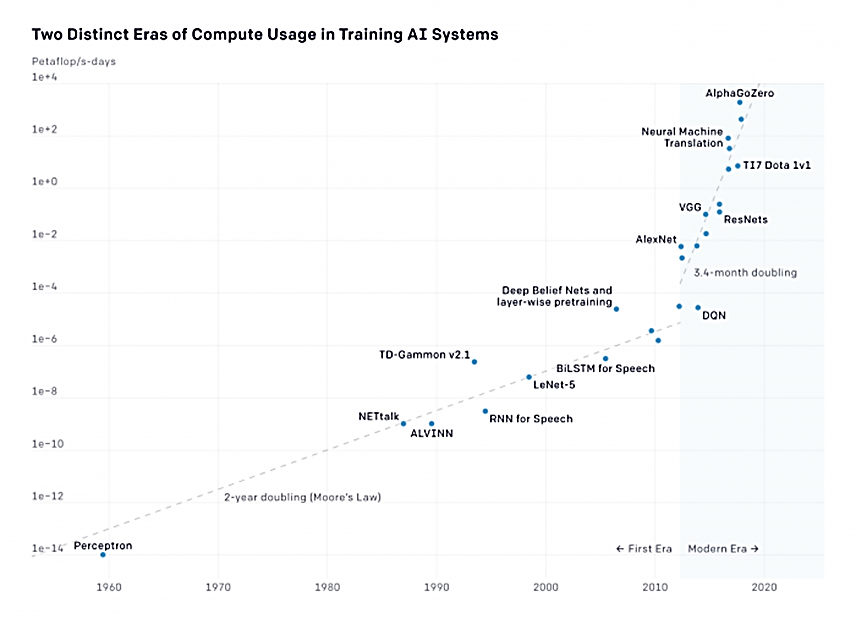 Two Distinct Eras of Compute Usage in Training AI Systems
Petaflop/s-days
1e+4
AlphaGoZero
1e+2
Neural Machine
Translation
TI7 Dota 1v1
1e+0
VGG
ResNets
1e-2
AlexNet
3.4-month doubling
1e-4
Deep Belief Nets and
layer-wise pretraining
DQN
1e-6
TD-Gammon v2.1
BiLSTM for Speech
LeNet-5
1e-8
NETtalk
RNN for Speech
ALVINN
1e-10
1e-12
2-year doubling (Moore's Law)
1e-14
Perceptron
← First Era
Modern Era →
1960
1970
1980
1990
2000
2010
2020